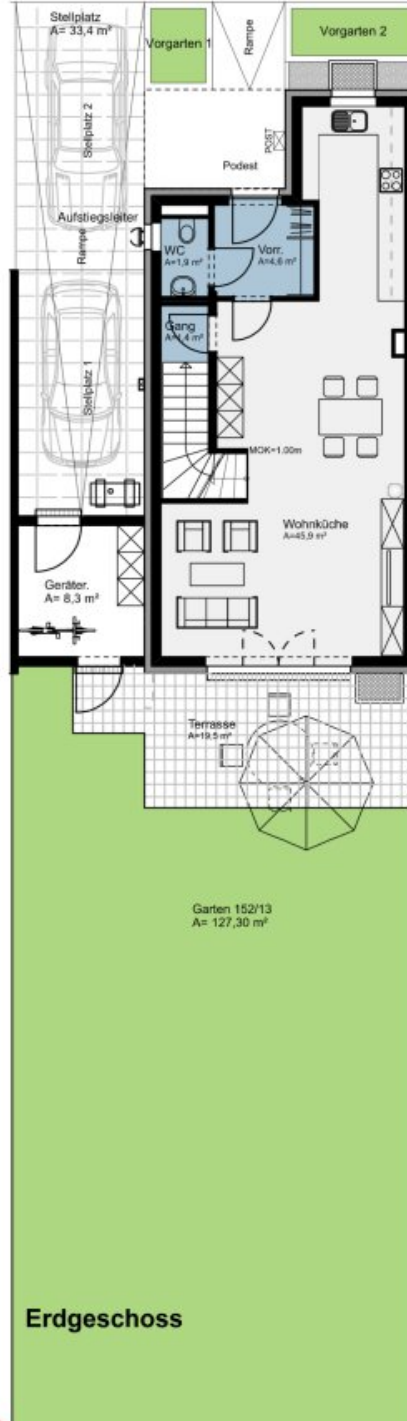 Stellplatz
A= 33,4 m²
Vorgarten 1
Rampe
Vorgarten 2
Stellplatz 2
POST
Podest
Aufstiegsleiter
Rampe
WC
A=1,9 m²
Vorr.
A=4,6 m²
Gang
A=1,4 m²
Stellplatz 1
MOK=1.00m
Wohnküche
A=45,9 m²
Geräter.
A= 8,3 m²
Terrasse
A=19,5 m²
Garten 152/13
A= 127,30 m²
Erdgeschoss